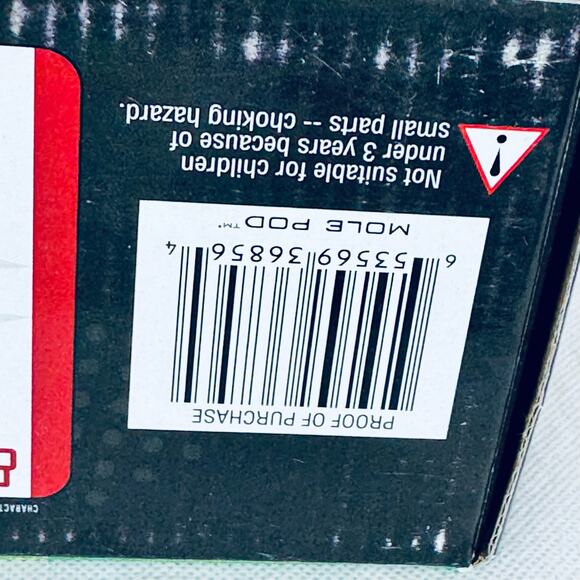 CHARACT
PROOF OF PURCHASE
6 53569 36856 4
MOLE POD™
Not suitable for children
under 3 years because of
small parts -- choking hazard.